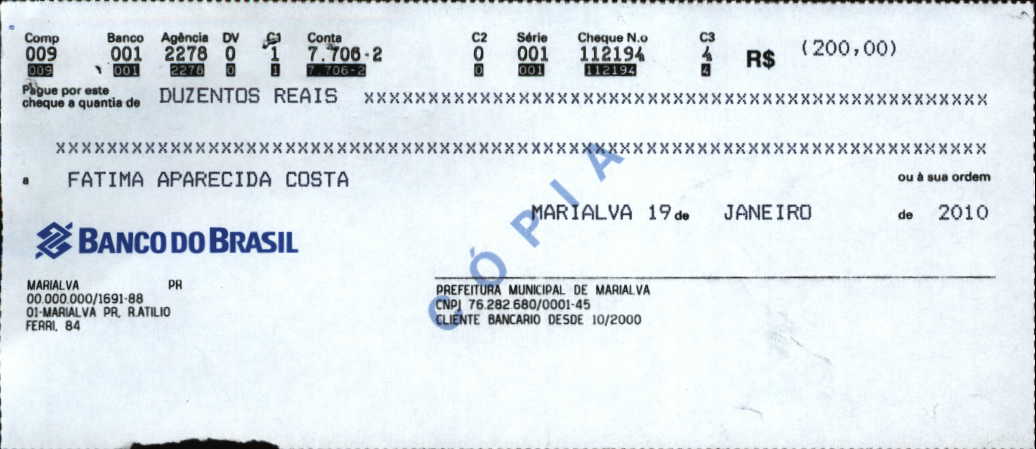 Comp Banco Agência DV C1 Conta C2 Série Cheque N.o C3
009 001 2278 0 1 7.706-2 0 001 112194 4 R$ (200,00)
009 001 2278 0 1 7.706-2 0 001 112194 4
Pague por este
cheque a quantia de DUZENTOS REAIS XXXXXXXXXXXXXXXXXXXXXXXXXXXXXXXXXXXXXXXXXXXXXXXXXXXXXXXXXXX
XXXXXXXXXXXXXXXXXXXXXXXXXXXXXXXXXXXXXXXXXXXXXXXXXXXXXXXXXXXXXXXXXXXXXXXXXXXXXXXXXXX
a FATIMA APARECIDA COSTA ou à sua ordem
MARIALVA 19 de JANEIRO de 2010
CÓPIA
BANCO DO BRASIL
MARIALVA PR
00.000.000/1691-88
01-MARIALVA PR, R.ATILIO
FERRI, 84
PREFEITURA MUNICIPAL DE MARIALVA
CNPJ 76.282.680/0001-45
CLIENTE BANCARIO DESDE 10/2000